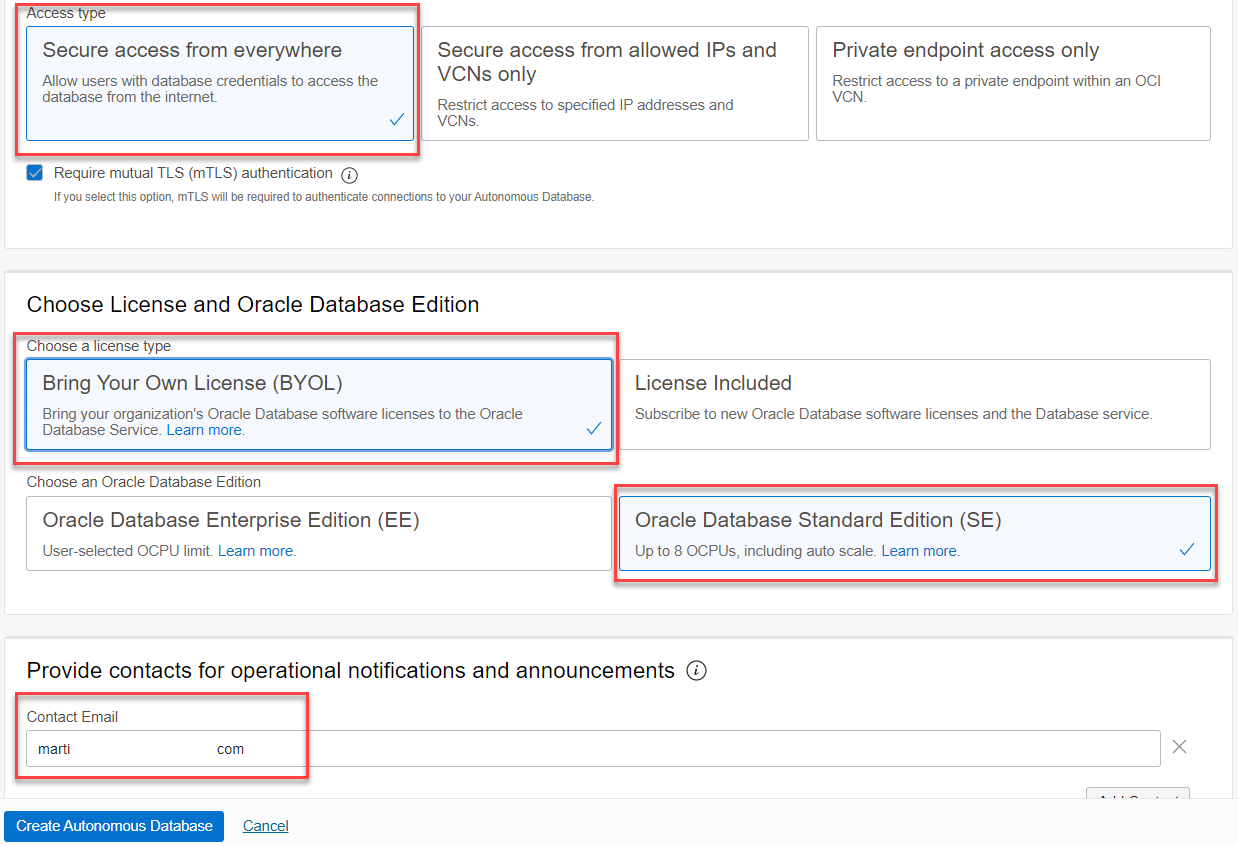 Access type
Secure access from everywhere
Allow users with database credentials to access the
database from the internet.
Secure access from allowed IPs and
VCNs only
Restrict access to specified IP addresses and
VCNs.
Private endpoint access only
Restrict access to a private endpoint within an OCI
VCN.
Require mutual TLS (mTLS) authentication
If you select this option, mTLS will be required to authenticate connections to your Autonomous Database.
Choose License and Oracle Database Edition
Choose a license type
Bring Your Own License (BYOL)
Bring your organization's Oracle Database software licenses to the Oracle
Database Service. Learn more.
License Included
Subscribe to new Oracle Database software licenses and the Database service.
Choose an Oracle Database Edition
Oracle Database Enterprise Edition (EE)
User-selected OCPU limit. Learn more.
Oracle Database Standard Edition (SE)
Up to 8 OCPUs, including auto scale. Learn more.
Provide contacts for operational notifications and announcements
Contact Email
marti com
Create Autonomous Database
Cancel